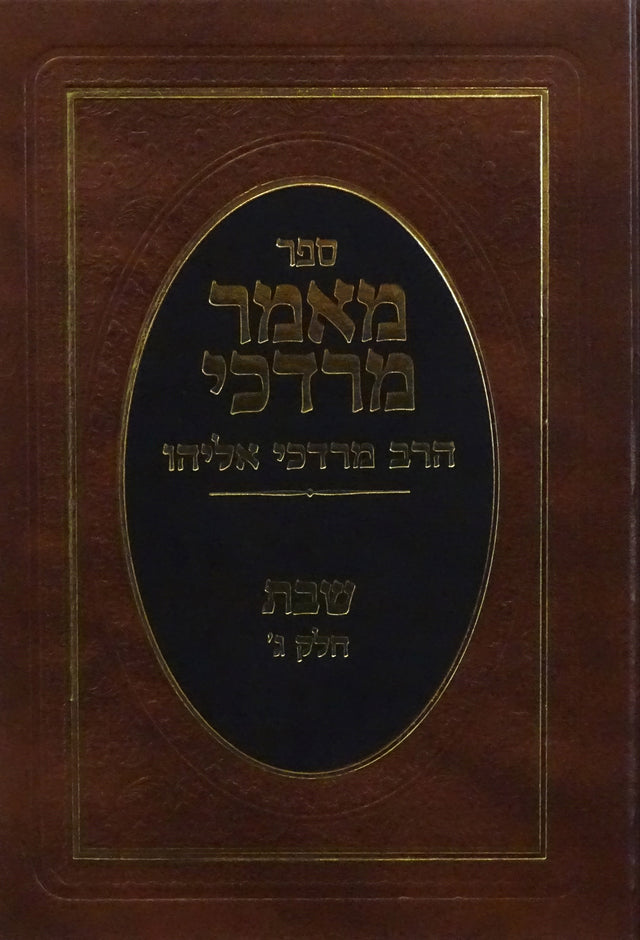 ספר
מאמר
מרדכי
הרב מרדכי אליהו
שבת
חלק ג'